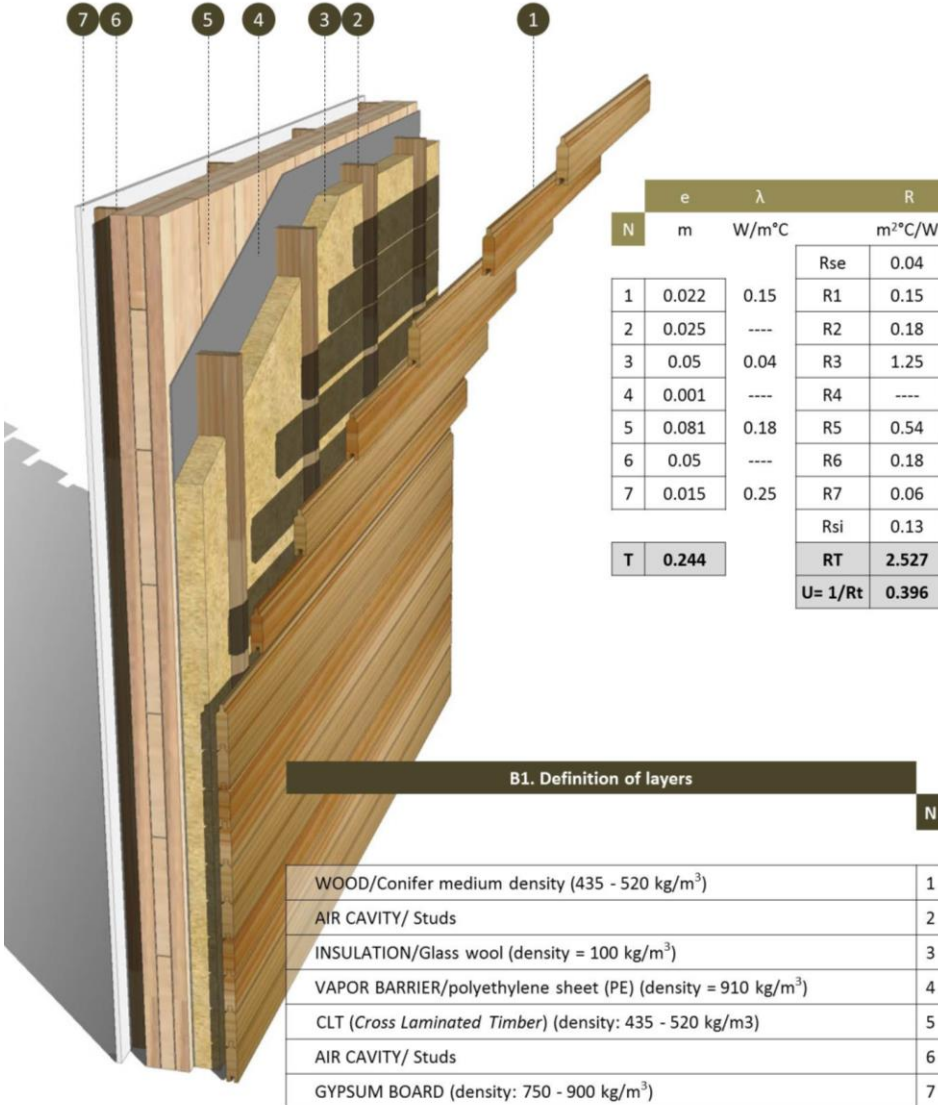 7 6 5 4 3 2 1
e λ R
N m W/m°C m²°C/W
Rse 0.04
1 0.022 0.15 R1 0.15
2 0.025 ---- R2 0.18
3 0.05 0.04 R3 1.25
4 0.001 ---- R4 ----
5 0.081 0.18 R5 0.54
6 0.05 ---- R6 0.18
7 0.015 0.25 R7 0.06
Rsi 0.13
T 0.244 RT 2.527
U= 1/Rt 0.396
B1. Definition of layers
N
WOOD/Conifer medium density (435 - 520 kg/m³) 1
AIR CAVITY/ Studs 2
INSULATION/Glass wool (density = 100 kg/m³) 3
VAPOR BARRIER/polyethylene sheet (PE) (density = 910 kg/m³) 4
CLT (Cross Laminated Timber) (density: 435 - 520 kg/m3) 5
AIR CAVITY/ Studs 6
GYPSUM BOARD (density: 750 - 900 kg/m³) 7